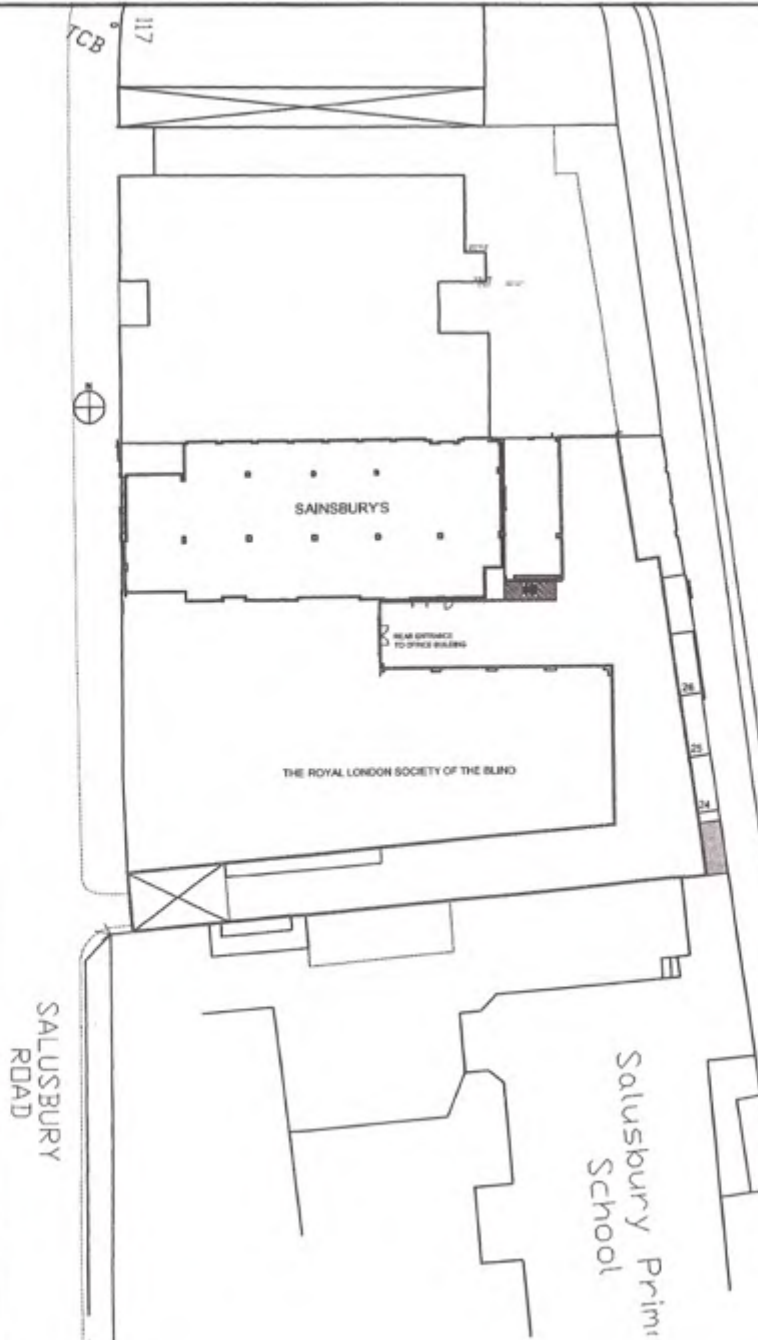 117
TCB
N
SAINSBURY'S
REAR ENTRANCE
TO OFFICE BUILDING
26
25
24
THE ROYAL LONDON SOCIETY OF THE BLIND
SALUSBURY
ROAD
Salusbury Prim
School